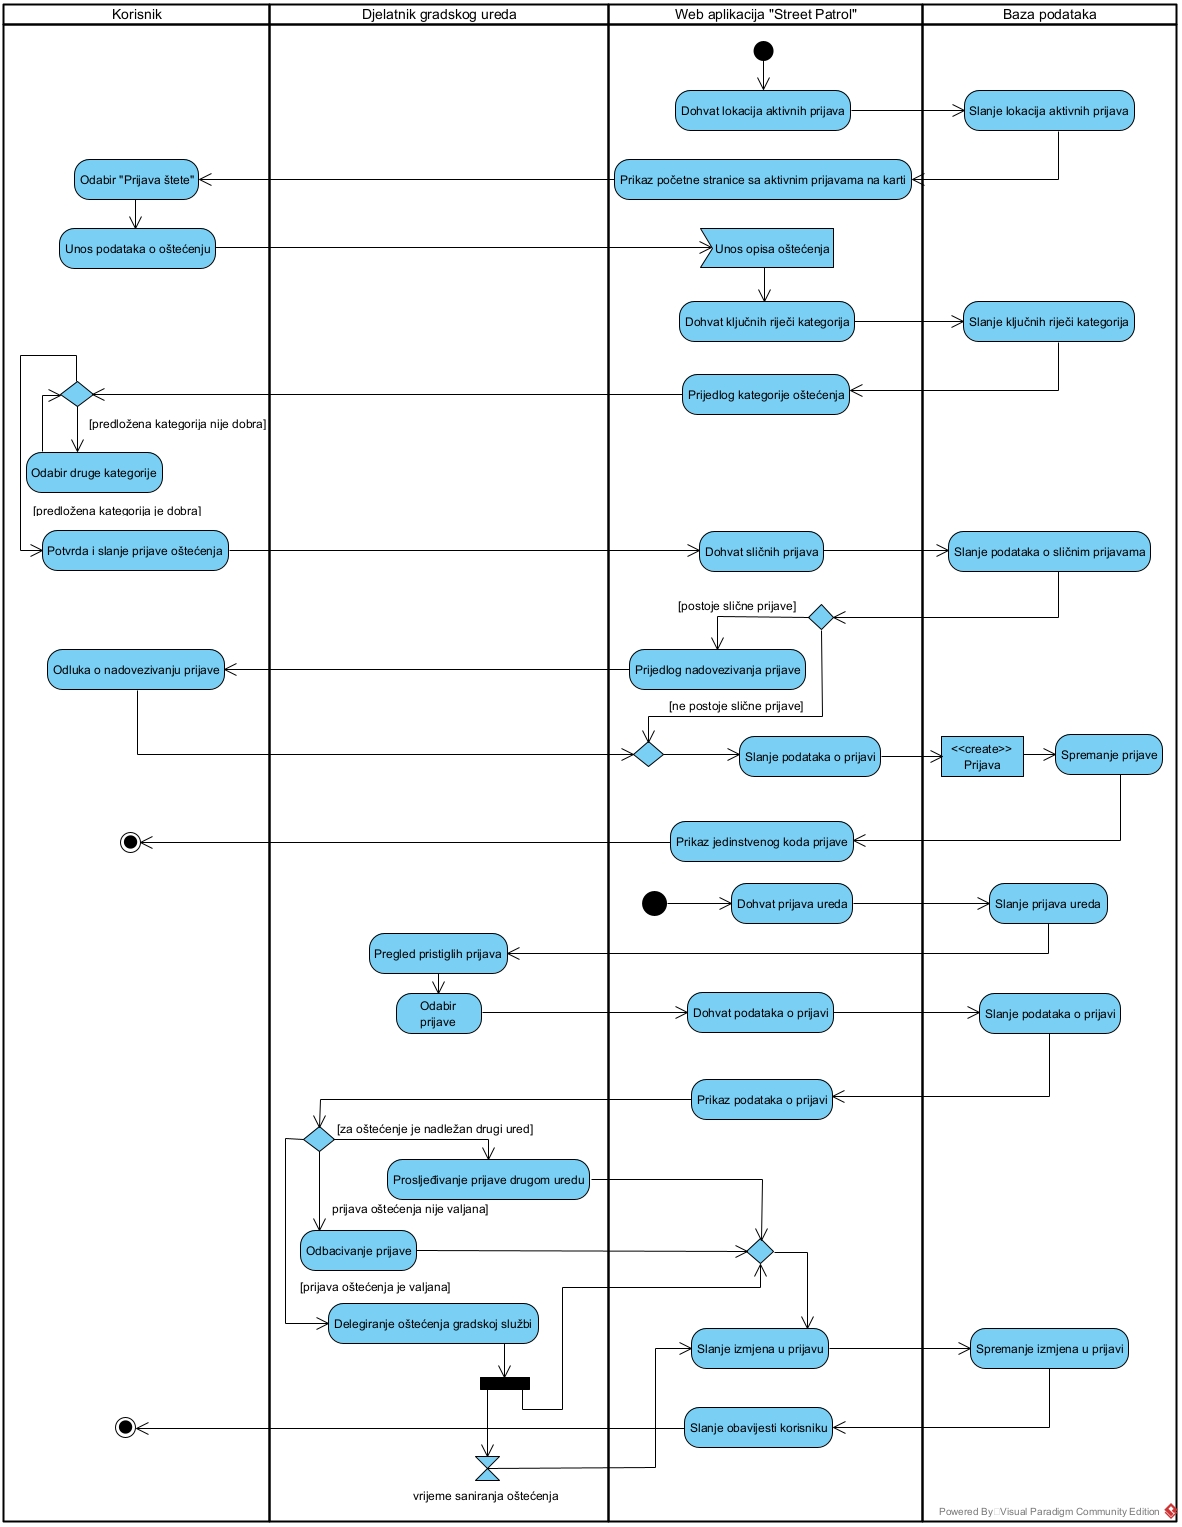 Korisnik
Djelatnik gradskog ureda
Web aplikacija "Street Patrol"
Baza podataka
Dohvat lokacija aktivnih prijava
Slanje lokacija aktivnih prijava
Odabir "Prijava štete"
Prikaz početne stranice sa aktivnim prijavama na karti
Unos podataka o oštećenju
Unos opisa oštećenja
Dohvat ključnih riječi kategorija
Slanje ključnih riječi kategorija
Prijedlog kategorije oštećenja
[predložena kategorija nije dobra]
Odabir druge kategorije
[predložena kategorija je dobra]
Potvrda i slanje prijave oštećenja
Dohvat sličnih prijava
Slanje podataka o sličnim prijavama
[postoje slične prijave]
Odluka o nadovezivanju prijave
Prijedlog nadovezivanja prijave
[ne postoje slične prijave]
Slanje podataka o prijavi
<<create>>
Prijava
Spremanje prijave
Prikaz jedinstvenog koda prijave
Dohvat prijava ureda
Slanje prijava ureda
Pregled pristiglih prijava
Odabir
prijave
Dohvat podataka o prijavi
Slanje podataka o prijavi
Prikaz podataka o prijavi
[za oštećenje je nadležan drugi ured]
Prosljeđivanje prijave drugom uredu
prijava oštećenja nije valjana]
Odbacivanje prijave
[prijava oštećenja je valjana]
Delegiranje oštećenja gradskoj službi
Slanje izmjena u prijavu
Spremanje izmjena u prijavi
Slanje obavijesti korisniku
vrijeme saniranja oštećenja
Powered By Visual Paradigm Community Edition